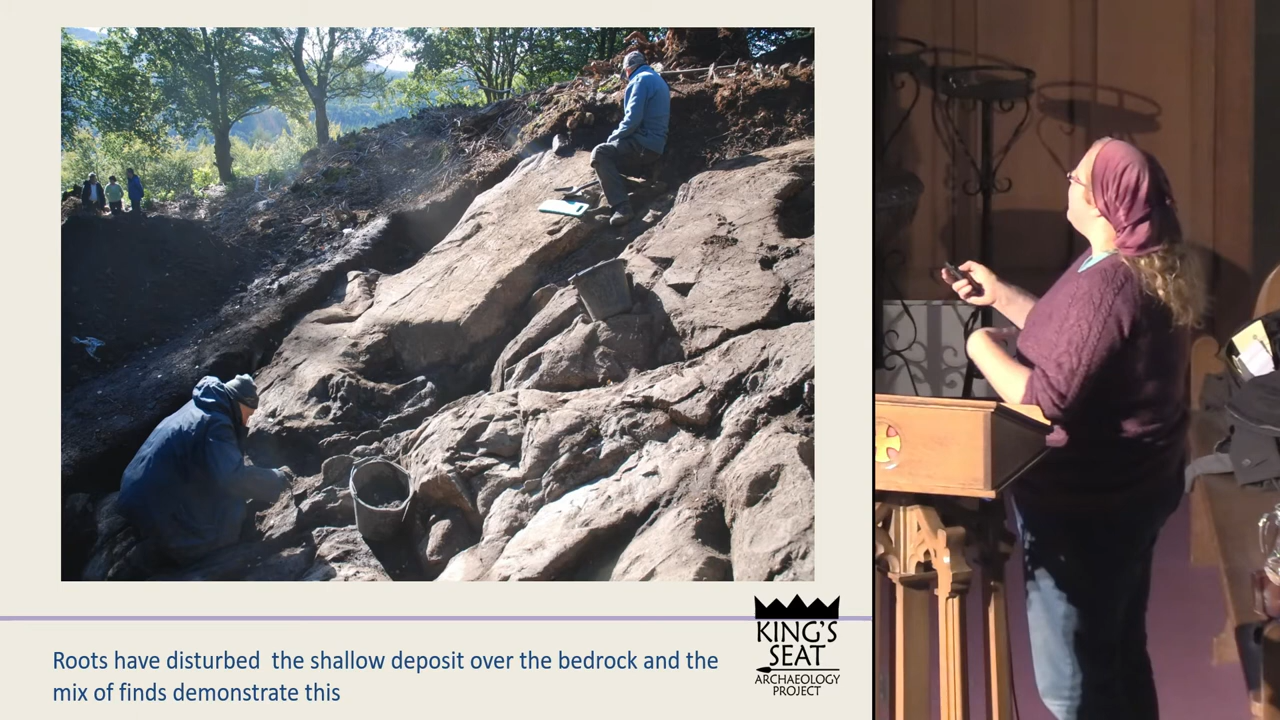 Roots have disturbed  the shallow deposit over the bedrock and the
mix of finds demonstrate this
KING'S
SEAT
ARCHAEOLOGY
PROJECT